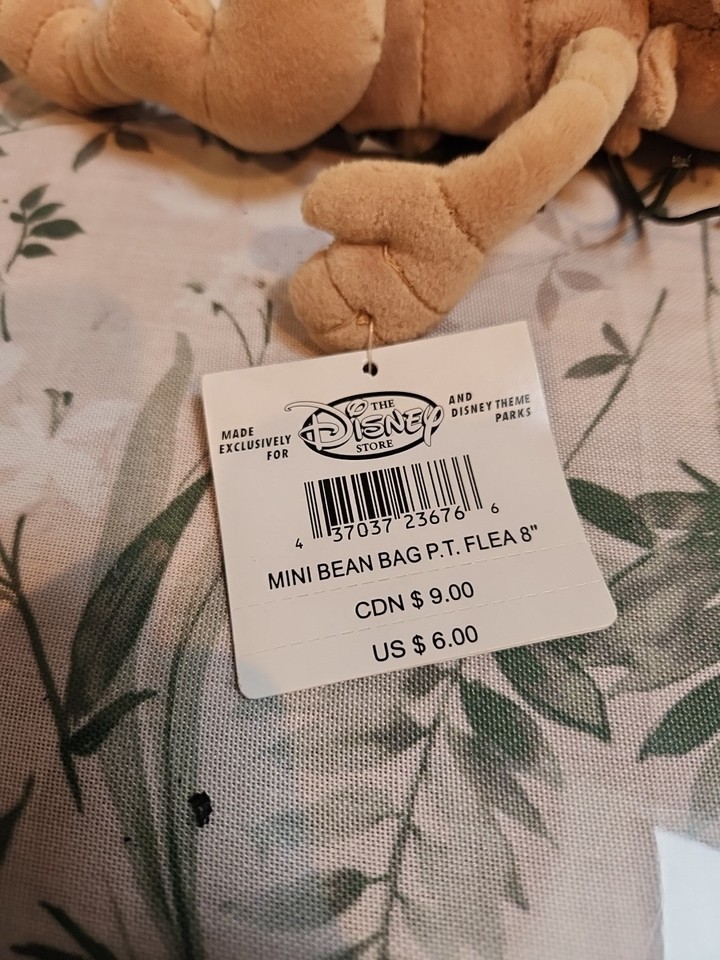 MADE
EXCLUSIVELY
FOR
THE
DISNEY
STORE
AND
DISNEY THEME
PARKS
4 37037 23676 6
MINI BEAN BAG P.T. FLEA 8"
CDN $ 9.00
US $ 6.00